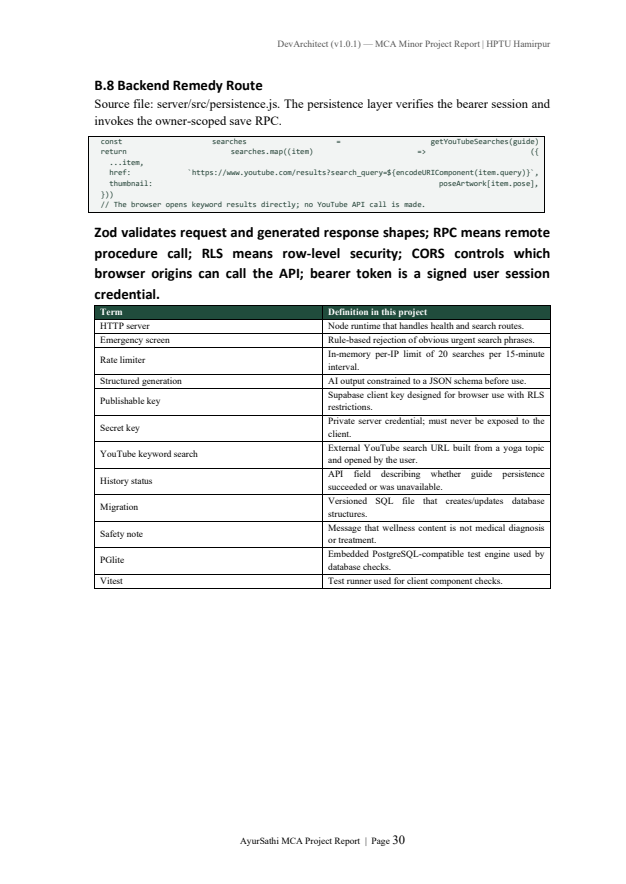 DevArchitect (v1.0.1) — MCA Minor Project Report | HPTU Hamirpur
B.8 Backend Remedy Route
Source file: server/src/persistence.js. The persistence layer verifies the bearer session and
invokes the owner-scoped save RPC.
const searches = getYouTubeSearches(guide)
return searches.map((item) => ({
...item,
href: `https://www.youtube.com/results?search_query=${encodeURIComponent(item.query)}`,
thumbnail: poseArtwork[item.pose],
}))
// The browser opens keyword results directly; no YouTube API call is made.
Zod validates request and generated response shapes; RPC means remote
procedure call; RLS means row-level security; CORS controls which
browser origins can call the API; bearer token is a signed user session
credential.
Term Definition in this project
HTTP server Node runtime that handles health and search routes.
Emergency screen Rule-based rejection of obvious urgent search phrases.
Rate limiter In-memory per-IP limit of 20 searches per 15-minute
interval.
Structured generation AI output constrained to a JSON schema before use.
Publishable key Supabase client key designed for browser use with RLS
restrictions.
Secret key Private server credential; must never be exposed to the
client.
YouTube keyword search External YouTube search URL built from a yoga topic
and opened by the user.
History status API field describing whether guide persistence
succeeded or was unavailable.
Migration Versioned SQL file that creates/updates database
structures.
Safety note Message that wellness content is not medical diagnosis
or treatment.
PGlite Embedded PostgreSQL-compatible test engine used by
database checks.
Vitest Test runner used for client component checks.
AyurSathi MCA Project Report | Page 30